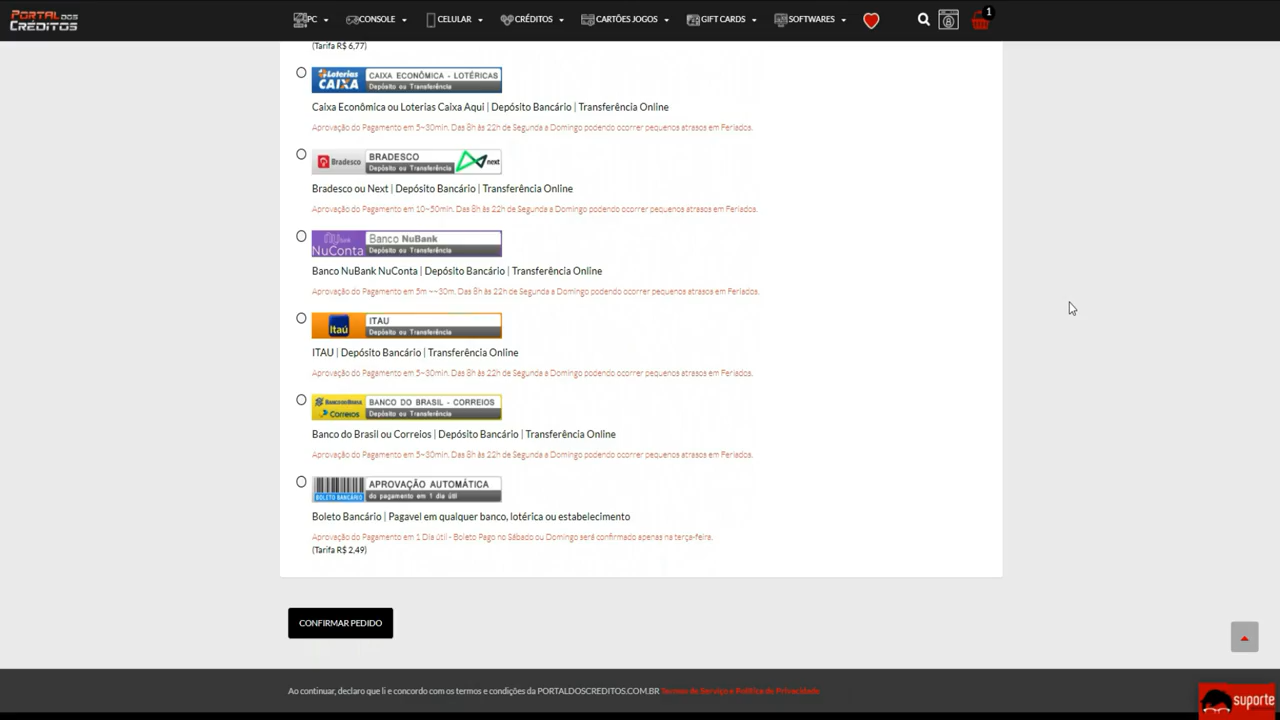 PORTAL DOS
CRÉDITOS
PC
CONSOLE
CELULAR
CRÉDITOS
CARTÕES JOGOS
GIFT CARDS
SOFTWARES
1
(Tarifa R$ 6,77)
Loterias
CAIXA
CAIXA ECONÔMICA - LOTÉRICAS
Depósito ou Transferência
Caixa Econômica ou Loterias Caixa Aqui | Depósito Bancário | Transferência Online
Aprovação do Pagamento em 5~30min. Das 8h às 22h de Segunda a Domingo podendo ocorrer pequenos atrasos em Feriados.
Bradesco
BRADESCO
Depósito ou Transferência
next
Bradesco ou Next | Depósito Bancário | Transferência Online
Aprovação do Pagamento em 10~50min. Das 8h às 22h de Segunda a Domingo podendo ocorrer pequenos atrasos em Feriados.
NuConta
Banco NuBank
Depósito ou Transferência
Banco NuBank NuConta | Depósito Bancário | Transferência Online
Aprovação do Pagamento em 5m ~~30m. Das 8h às 22h de Segunda a Domingo podendo ocorrer pequenos atrasos em Feriados.
Itaú
ITAU
Depósito ou Transferência
ITAU | Depósito Bancário | Transferência Online
Aprovação do Pagamento em 5~30min. Das 8h às 22h de Segunda a Domingo podendo ocorrer pequenos atrasos em Feriados.
Correios
BANCO DO BRASIL - CORREIOS
Depósito ou Transferência
Banco do Brasil ou Correios | Depósito Bancário | Transferência Online
Aprovação do Pagamento em 5~30min. Das 8h às 22h de Segunda a Domingo podendo ocorrer pequenos atrasos em Feriados.
BOLETO BANCÁRIO
APROVAÇÃO AUTOMÁTICA
do pagamento em 1 dia útil
Boleto Bancário | Pagavel em qualquer banco, lotérica ou estabelecimento
Aprovação do Pagamento em 1 Dia útil - Boleto Pago no Sábado ou Domingo será confirmado apenas na terça-feira.
(Tarifa R$ 2,49)
CONFIRMAR PEDIDO
Ao continuar, declaro que li e concordo com os termos e condições da PORTALDOSCREDITOS.COM.BR Termos de Serviço e Política de Privacidade
suporte